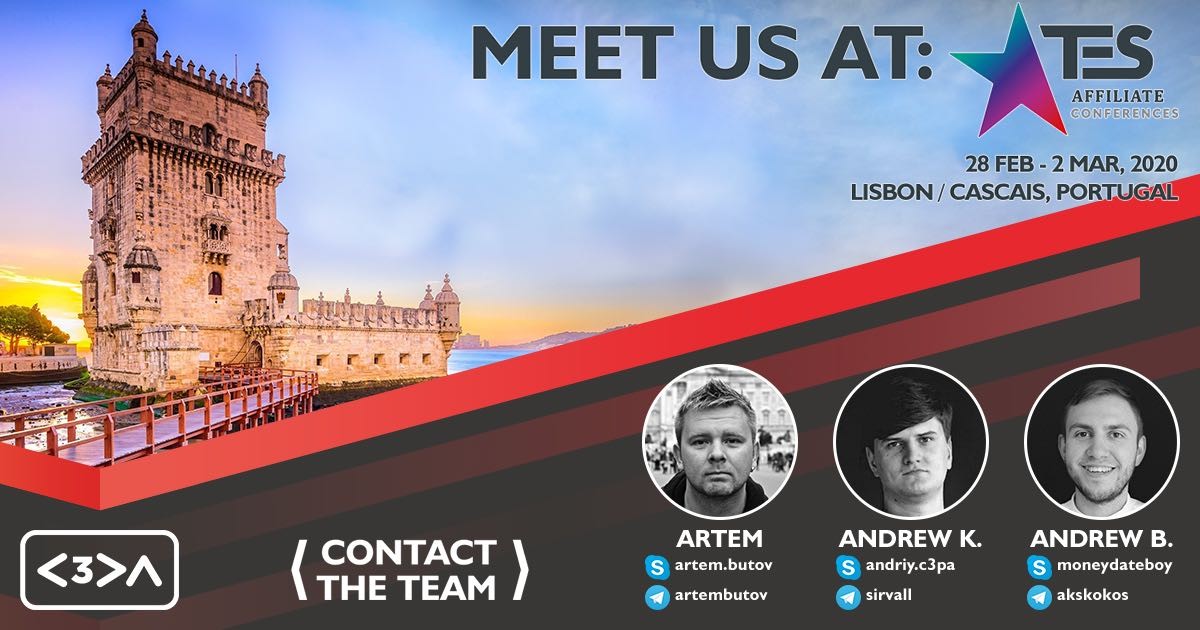 MEET US AT:
TES
AFFILIATE
CONFERENCES
28 FEB - 2 MAR, 2020
LISBON / CASCAIS, PORTUGAL
<3>Λ
CONTACT
THE TEAM
ARTEM
artem.butov
artembutov
ANDREW K.
andriy.c3pa
sirvall
ANDREW B.
moneydateboy
akskokos